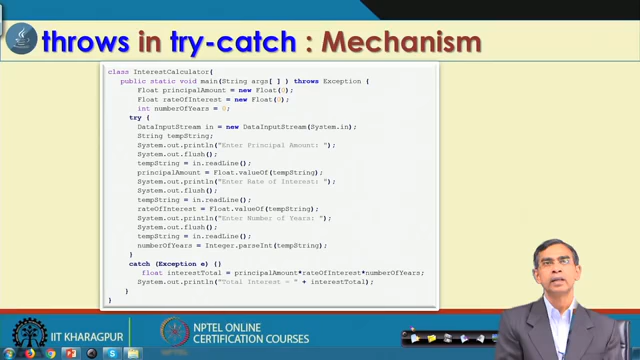 throws in try-catch : Mechanism
class InterestCalculator{
public static void main(String args[ ] ) throws Exception {
Float principalAmount = new Float(0);
Float rateOfInterest = new Float(0);
int numberOfYears = 0;
try {
DataInputStream in = new DataInputStream(System.in);
String tempString;
System.out.println("Enter Principal Amount: ");
System.out.flush();
tempString = in.readLine();
principalAmount = Float.valueOf(tempString);
System.out.println("Enter Rate of Interest: ");
System.out.flush();
tempString = in.readLine();
rateOfInterest = Float.valueOf(tempString);
System.out.println("Enter Number of Years: ");
System.out.flush();
tempString = in.readLine();
numberOfYears = Integer.parseInt(tempString);
}
catch (Exception e) {}
float interestTotal = principalAmount*rateOfInterest*numberOfYears;
System.out.println("Total Interest = " + interestTotal);
}
}
IIT KHARAGPUR
NPTEL ONLINE
CERTIFICATION COURSES